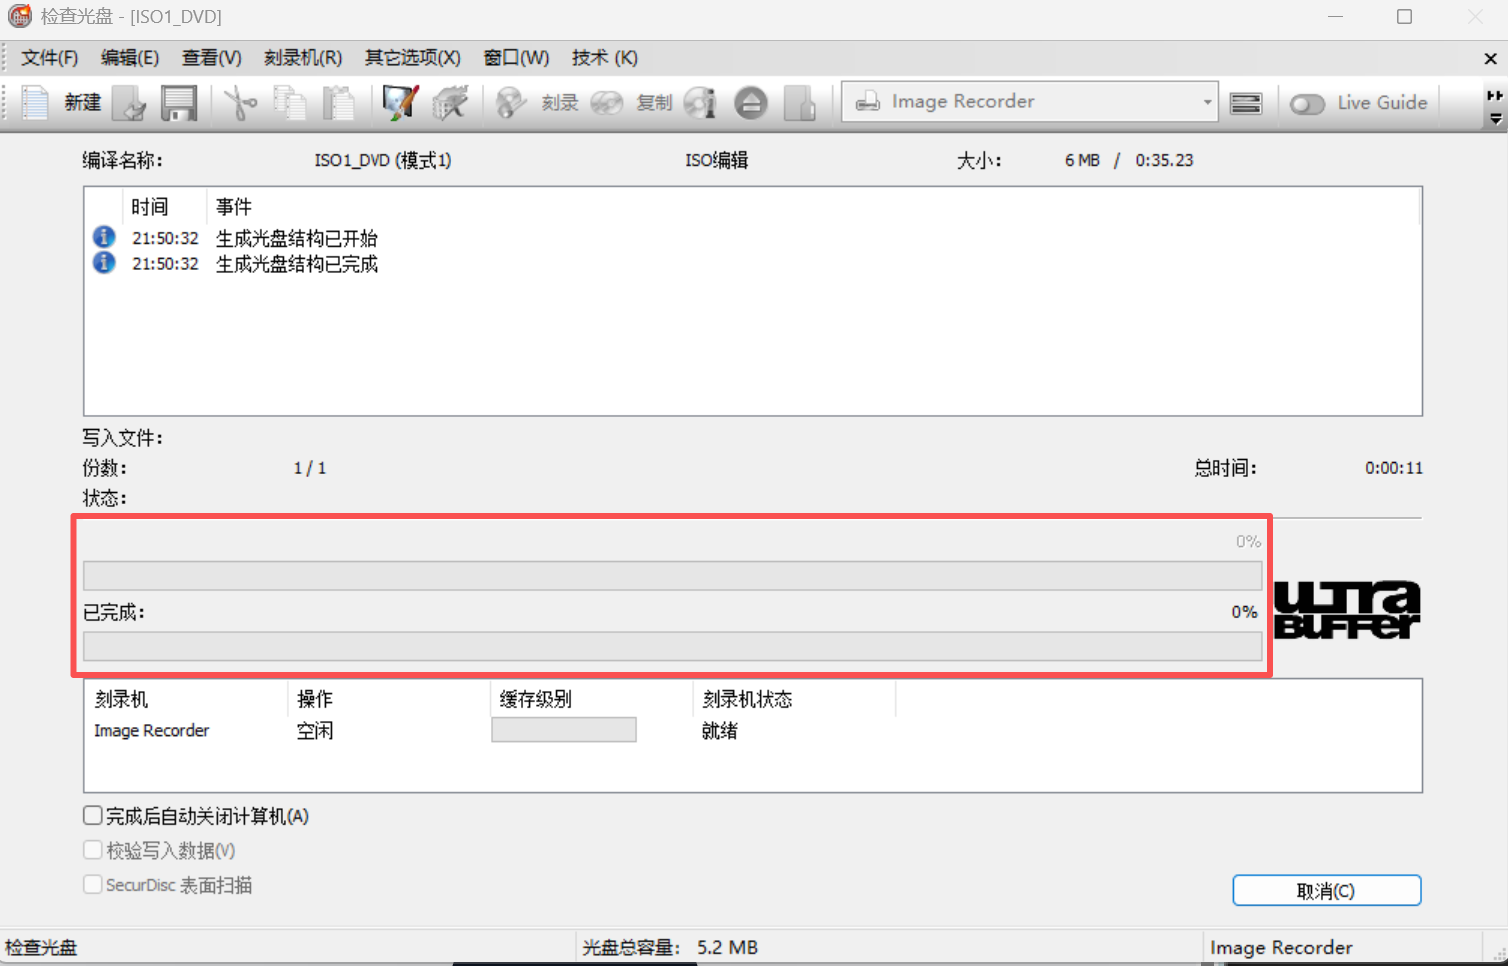 检查光盘 - [ISO1_DVD]
文件(F) 编辑(E) 查看(V) 刻录机(R) 其它选项(X) 窗口(W) 技术 (K)
新建 刻录 复制 Image Recorder Live Guide
编译名称: ISO1_DVD (模式1) ISO编辑 大小: 6 MB / 0:35.23
时间 事件
21:50:32 生成光盘结构已开始
21:50:32 生成光盘结构已完成
写入文件:
份数: 1 / 1 总时间: 0:00:11
状态:
0%
已完成: 0%
ULTRA
BUFFER
刻录机 操作 缓存级别 刻录机状态
Image Recorder 空闲 就绪
完成后自动关闭计算机(A)
校验写入数据(V)
SecurDisc 表面扫描
取消(C)
检查光盘 光盘总容量: 5.2 MB Image Recorder